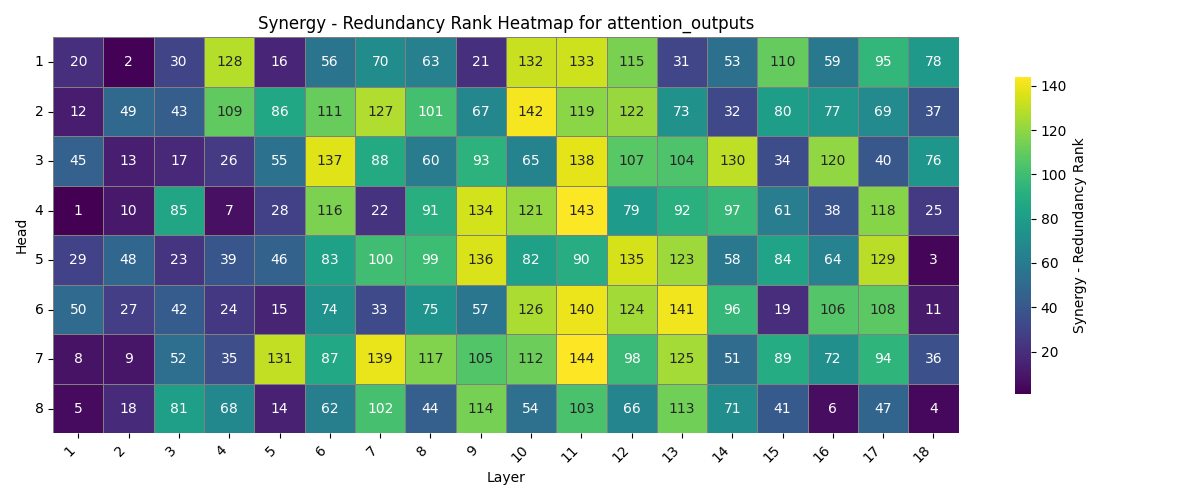 Synergy - Redundancy Rank Heatmap for attention_outputs
1 20 2 30 128 16 56 70 63 21 132 133 115 31 53 110 59 95 78
2 12 49 43 109 86 111 127 101 67 142 119 122 73 32 80 77 69 37
3 45 13 17 26 55 137 88 60 93 65 138 107 104 130 34 120 40 76
4 1 10 85 7 28 116 22 91 134 121 143 79 92 97 61 38 118 25
5 29 48 23 39 46 83 100 99 136 82 90 135 123 58 84 64 129 3
6 50 27 42 24 15 74 33 75 57 126 140 124 141 96 19 106 108 11
7 8 9 52 35 131 87 139 117 105 112 144 98 125 51 89 72 94 36
8 5 18 81 68 14 62 102 44 114 54 103 66 113 71 41 6 47 4
1 2 3 4 5 6 7 8 9 10 11 12 13 14 15 16 17 18
Layer
Head
140
120
100
80
60
40
20
Synergy - Redundancy Rank